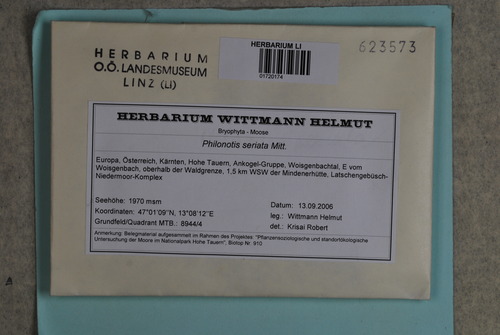 HERBARIUM
O.Ö. LANDESMUSEUM
LINZ (LI)
HERBARIUM LI
01720174
623573
HERBARIUM WITTMANN HELMUT
Bryophyta - Moose
Philonotis seriata Mitt.
Europa, Österreich, Kärnten, Hohe Tauern, Ankogel-Gruppe, Woisgenbachtal, E vom
Woisgenbach, oberhalb der Waldgrenze, 1,5 km WSW der Mindenerhütte, Latschengebüsch-
Niedermoor-Komplex
Seehöhe: 1970 msm
Datum: 13.09.2006
Koordinaten: 47°01'09''N, 13°08'12''E
leg.: Wittmann Helmut
Grundfeld/Quadrant MTB.: 8944/4
det.: Krisai Robert
Anmerkung: Belegmaterial aufgesammelt im Rahmen des Projektes: "Pflanzensoziologische und standortökologische
Untersuchung der Moore im Nationalpark Hohe Tauern", Biotop Nr. 910